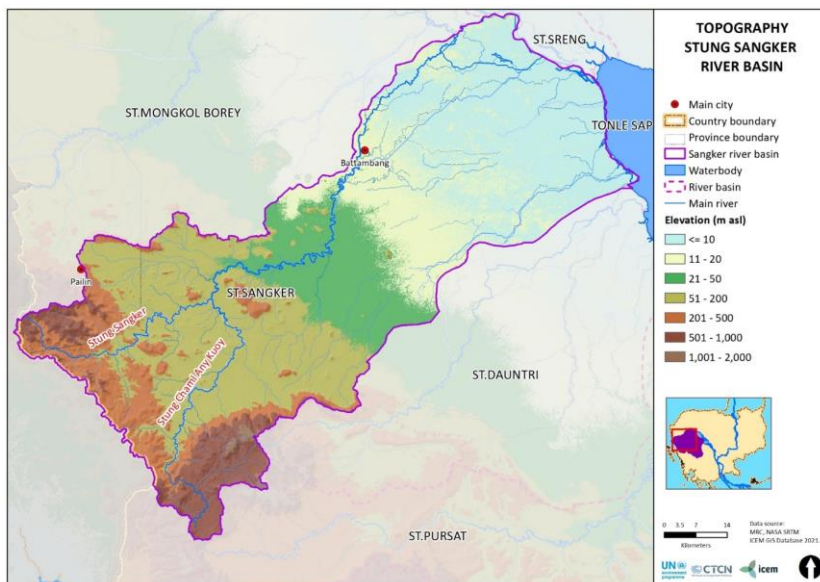 ST.SRENG
ST.MONGKOL BOREY
TONLE SAP
Battambang
Pailin
ST.SANGKER
Stung Sangker
ST.DAUNTRI
ST.PURSAT
TOPOGRAPHY
STUNG SANGKER
RIVER BASIN
Main city
Country boundary
Province boundary
Sangker river basin
Waterbody
River basin
Main river
Elevation (m asl)
<= 10
11 - 20
21 - 50
51 - 200
201 - 500
501 - 1,000
1,001 - 2,000
0 3.5 7 14
Kilometers
Data source:
MRC, NASA SRTM
ICEM GIS Database 2021
UN
environment
programme
CTCN
icem